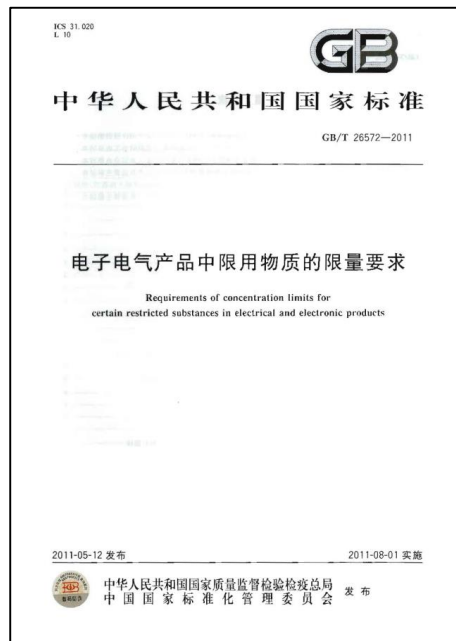 ICS 31.020
L 10
GB
中华人民共和国国家标准
GB/T 26572—2011
电子电气产品中限用物质的限量要求
Requirements of concentration limits for
certain restricted substances in electrical and electronic products
2011-05-12 发布
2011-08-01 实施
中华人民共和国国家质量监督检验检疫总局
中国国家标准化管理委员会
发布